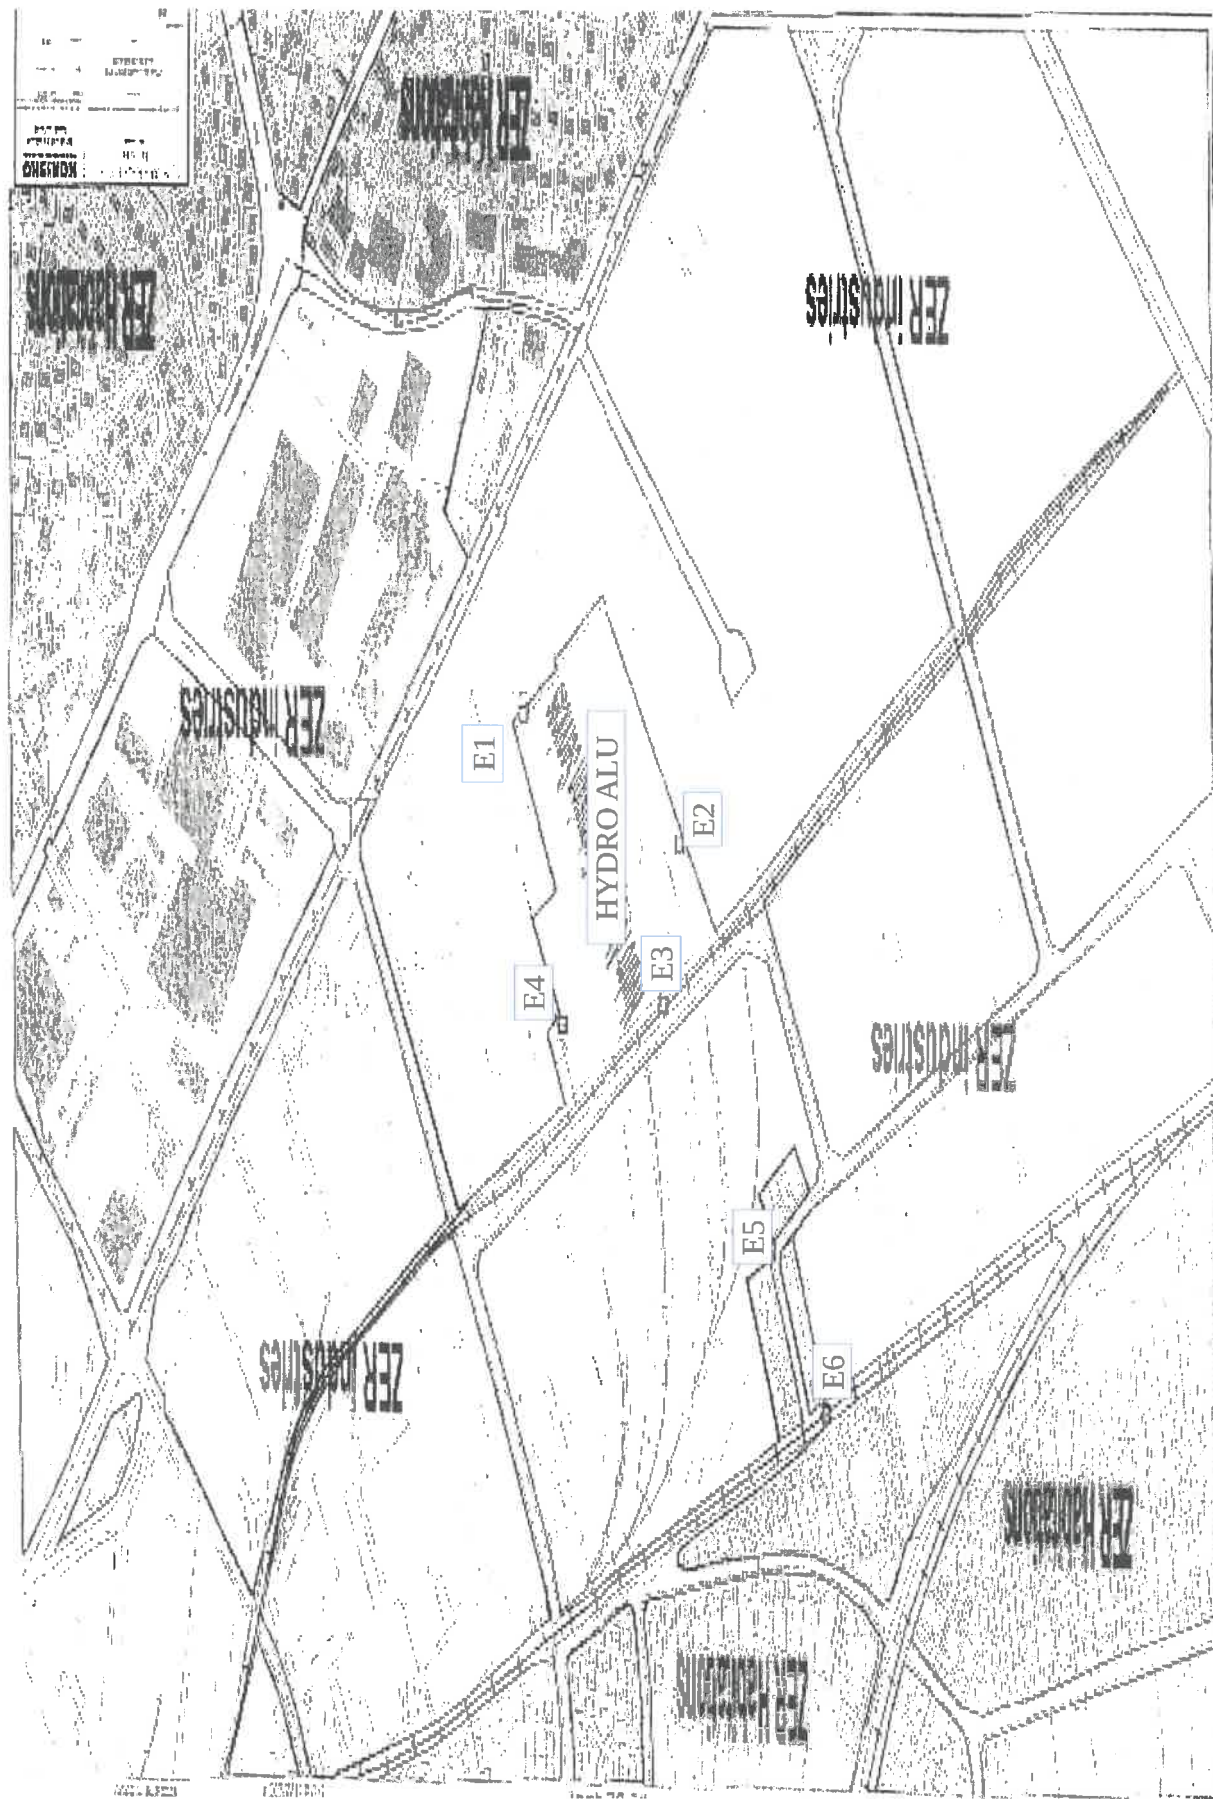 ZER Habitations
ZER Habitations
ZER Industries
ZER Industries
E1
HYDRO ALU
E2
E3
E4
ZER Industries
E5
E6
ZER Industries
ZER Habitations
ZER Habitations